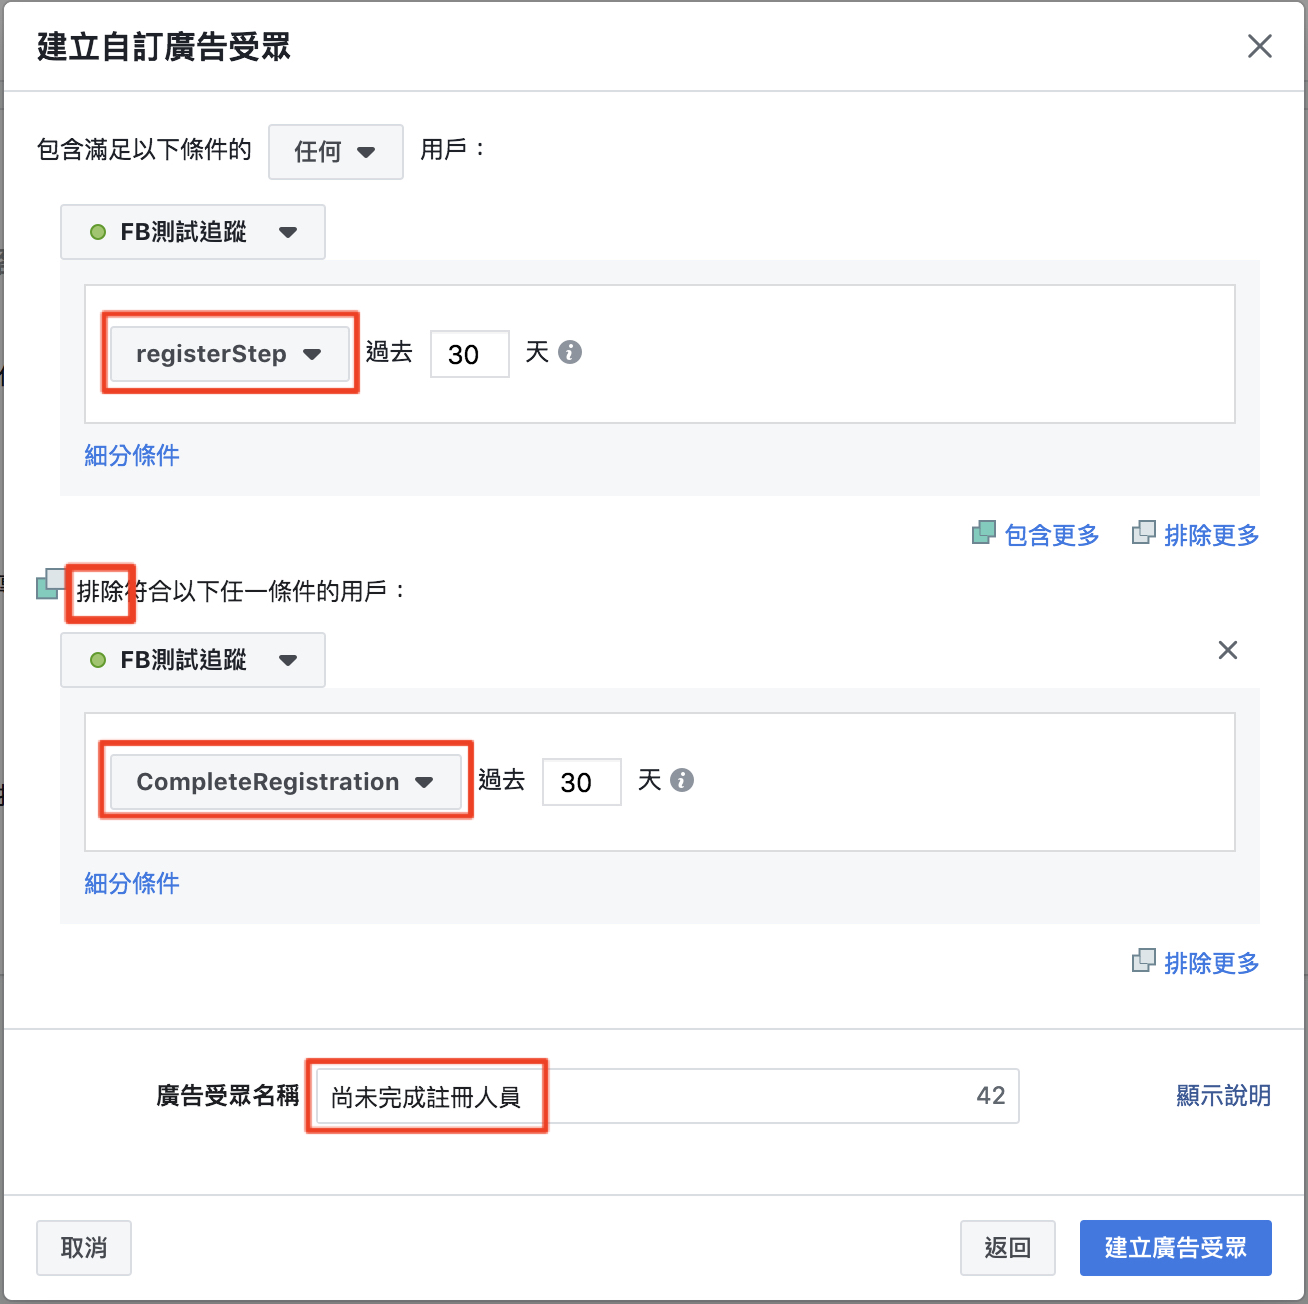 建立自訂廣告受眾
包含滿足以下條件的 任何 用戶：
FB測試追蹤
registerStep 過去 30 天
細分條件
包含更多 排除更多
排除符合以下任一條件的用戶：
FB測試追蹤
CompleteRegistration 過去 30 天
細分條件
排除更多
廣告受眾名稱 尚未完成註冊人員 42 顯示說明
取消 返回 建立廣告受眾